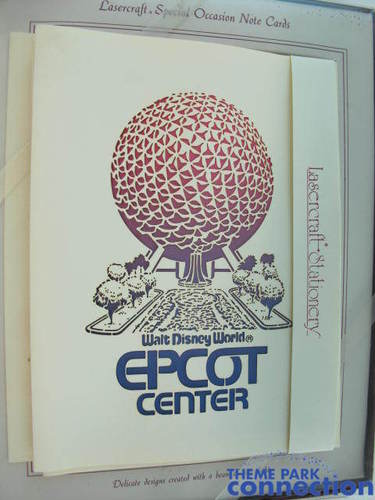 Lasercraft® Special Occasion Note Cards
Lasercraft® Stationery
Walt Disney World®
EPCOT
CENTER
Delicate designs created with a
THEME PARK
connection